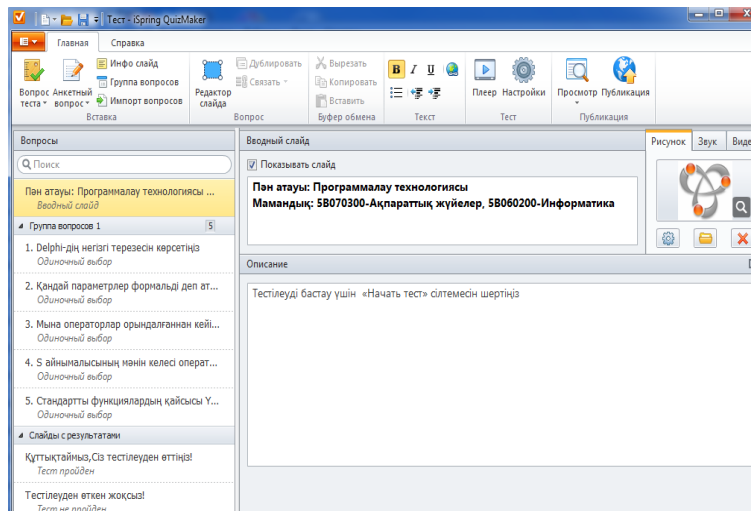 Тест - iSpring QuizMaker
Главная Справка
Вопрос теста
Анкетный вопрос
Инфо слайд
Группа вопросов
Импорт вопросов
Вставка
Редактор слайда
Дублировать
Связать
Вопрос
Вырезать
Копировать
Вставить
Буфер обмена
B I U
Текст
Плеер Настройки
Тест
Просмотр Публикация
Публикация
Вопросы
Поиск
Пән атауы: Программалау технологиясы ...
Вводный слайд
Группа вопросов 1 5
1. Delphi-дің негізгі терезесін көрсетіңіз
Одиночный выбор
2. Қандай параметрлер формальді деп ат...
Одиночный выбор
3. Мына операторлар орындалғаннан кейі...
Одиночный выбор
4. S айнымалысының мәнін келесі операт...
Одиночный выбор
5. Стандартты функциялардың қайсысы Y...
Одиночный выбор
Слайды с результатами
Құттықтаймыз,Сіз тестілеуден өттіңіз!
Тест пройден
Тестілеуден өткен жоқсыз!
Тест не пройден
Вводный слайд
Показывать слайд
Пән атауы: Программалау технологиясы
Мамандық: 5В070300-Ақпараттық жүйелер, 5В060200-Информатика
Рисунок Звук Виде
Описание
Тестілеуді бастау үшін «Начать тест» сілтемесін шертіңіз